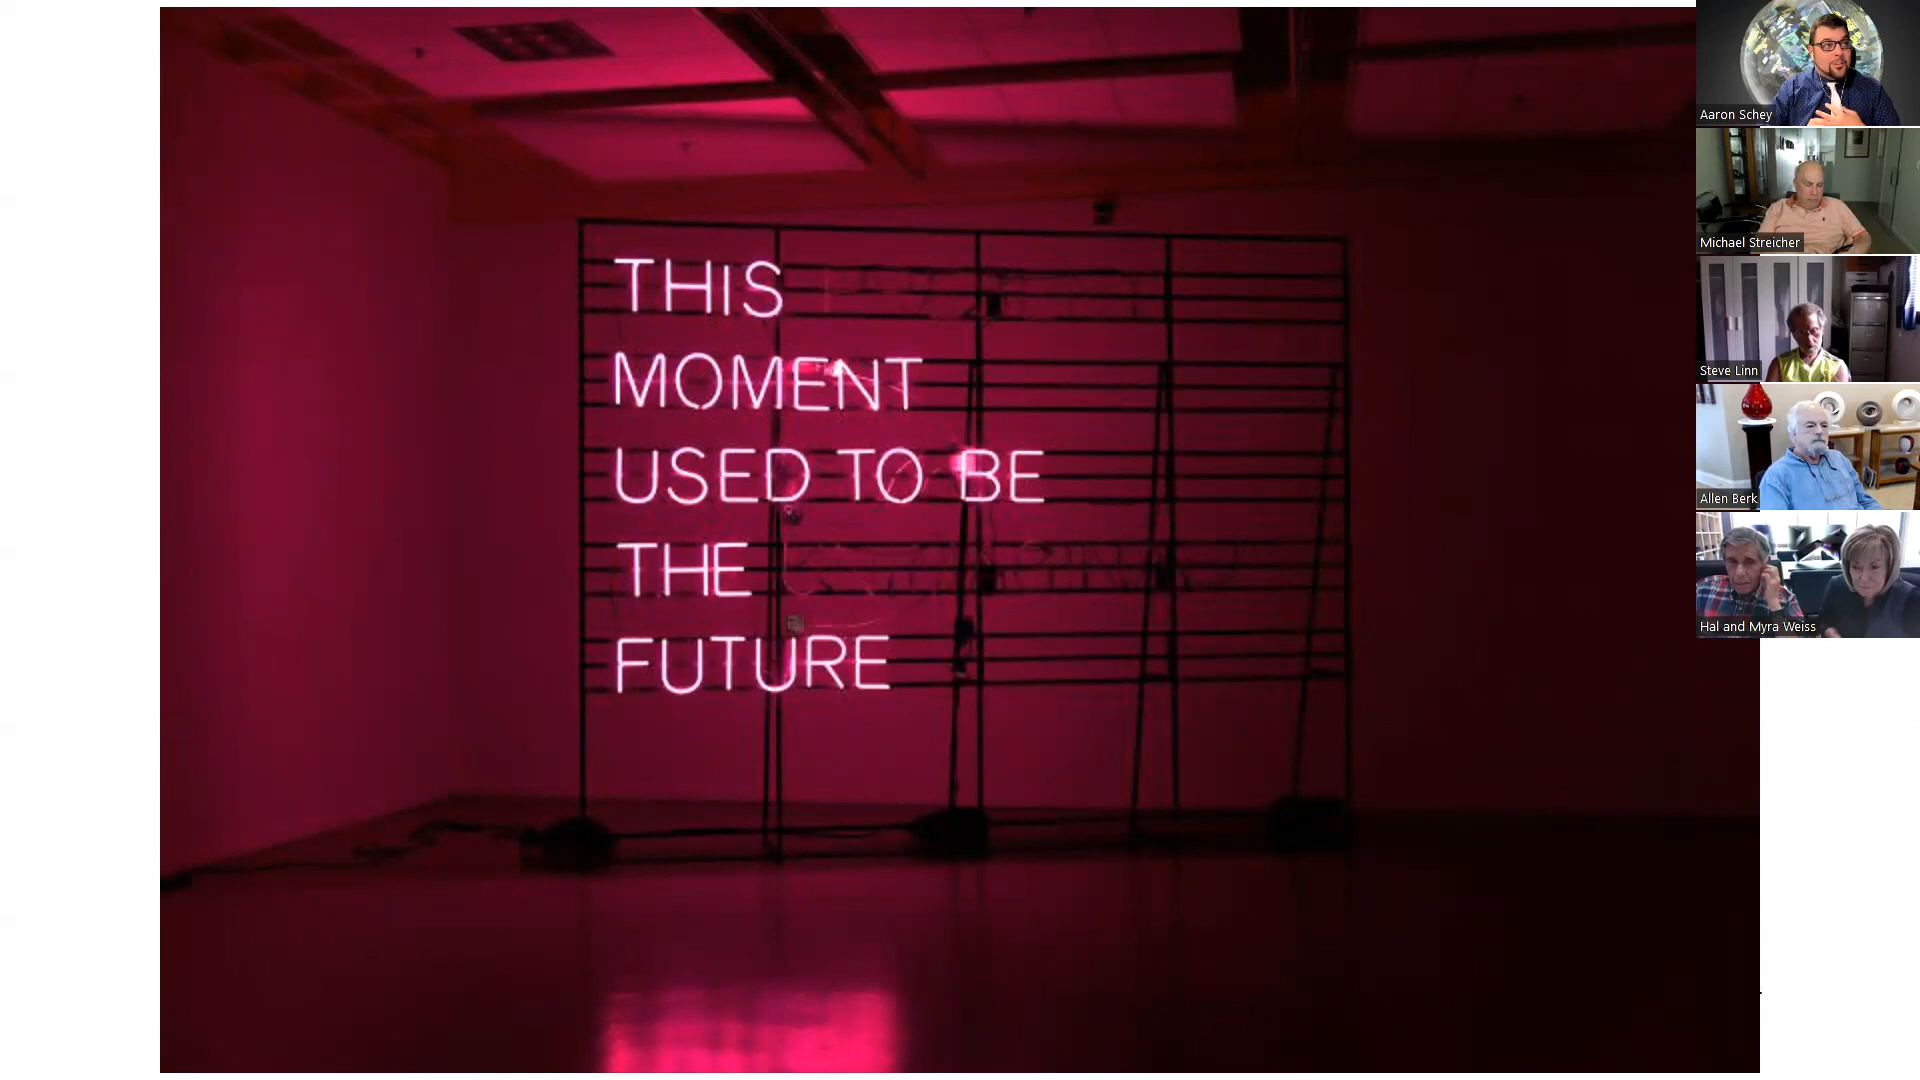 THIS
MOMENT
USED TO BE
THE
FUTURE
Aaron Schey
Michael Streicher
Steve Linn
Allen Berk
Hal and Myra Weiss